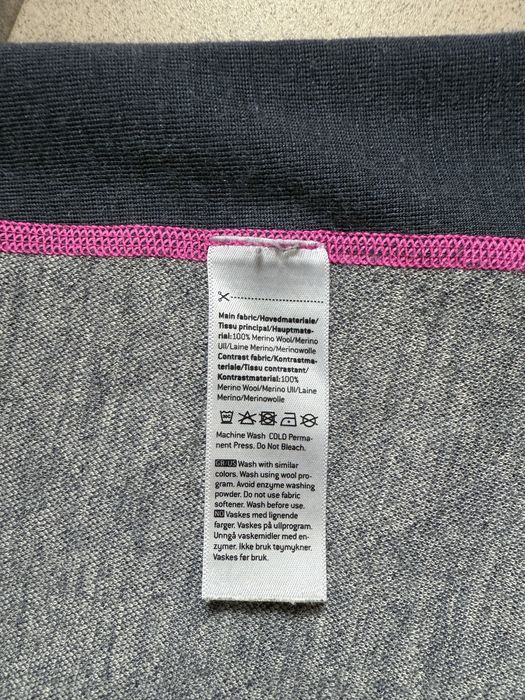 Main fabric/Hovedmateriale/
Tissu principal/Hauptmate-
rial:100% Merino Wool/Merino
Ull/Laine Merino/Merinowolle
Contrast fabric/Kontrastma-
teriale/Tissu contrastant/
Kontrastmaterial:100%
Merino Wool/Merino Ull/Laine
Merino/Merinowolle
Machine Wash COLD Perma-
nent Press. Do Not Bleach.
GB/US Wash with similar
colors. Wash using wool pro-
gram. Avoid enzyme washing
powder. Do not use fabric
softener. Wash before use.
NO Vaskes med lignende
farger. Vaskes på ullprogram.
Unngå vaskemidler med en-
zymer. Ikke bruk tøymykner.
Vaskes før bruk.